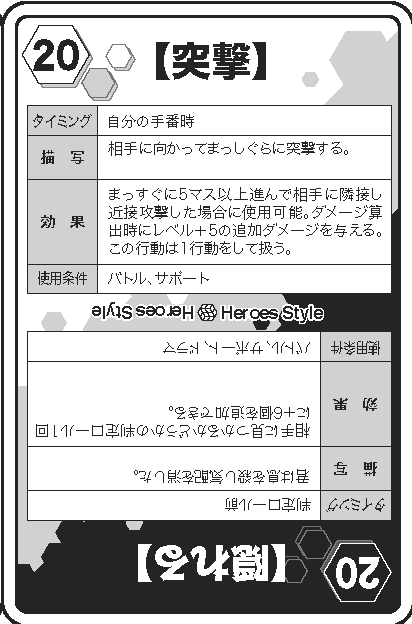 20 【突撃】
タイミング 自分の手番時
描 写 相手に向かってまっしぐらに突撃する。
効 果 まっすぐに5マス以上進んで相手に隣接し
近接攻撃した場合に使用可能。ダメージ算
出時にレベル+5の追加ダメージを与える。
この行動は1行動をして扱う。
使用条件 バトル、サポート
Heroes Style Heroes Style
20 【隠れる】
タイミング 判定ロール前
描 写 君は息を殺し気配を消した。
効 果 相手に見つかるかどうかの判定ロール1回
に+6個を追加できる。
使用条件 バトル、サポート、ドラマ